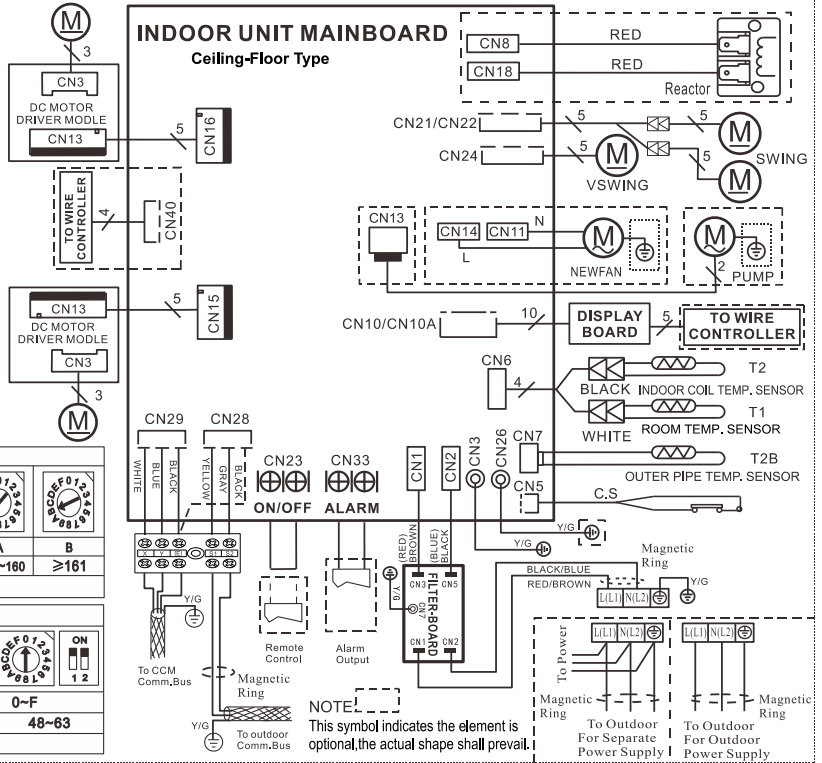 INDOOR UNIT MAINBOARD
Ceiling-Floor Type
M
3
CN3
DC MOTOR
DRIVER MODLE
CN13
5
CN16
TO WIRE
CONTROLLER
4
CN40
CN13
5
CN15
DC MOTOR
DRIVER MODLE
CN3
3
M
CN8
RED
CN18
RED
Reactor
CN21/CN22
5
5
M
CN24
5
M
5
SWING
VSWING
M
CN13
CN14
CN11
N
L
M
NEWFAN
M
2
PUMP
CN10/CN10A
10
DISPLAY
BOARD
5
TO WIRE
CONTROLLER
CN6
4
T2
BLACK
INDOOR COIL TEMP. SENSOR
T1
WHITE
ROOM TEMP. SENSOR
CN7
T2B
OUTER PIPE TEMP. SENSOR
CN5
C.S
CN29
CN28
WHITE
BLUE
BLACK
YELLOW
GRAY
BLACK
CN23
ON/OFF
CN33
ALARM
CN1
CN2
CN3
CN26
Y/G
Y/G
X
Y
(E)
S1
S2
Y/G
To CCM
Comm.Bus
Magnetic
Ring
Y/G
To outdoor
Comm.Bus
Remote
Control
Alarm
Output
(RED)
BROWN
(BLUE)
BLACK
CN3
CN5
FILTER-BOARD
CN7
Y/G
CN1
CN2
BLACK/BLUE
RED/BROWN
Magnetic
Ring
L(L1)
N(L2)
Y/G
L(L1)
N(L2)
L(L1)
N(L2)
To Power
Magnetic
Ring
Magnetic
Ring
To Outdoor
For Separate
Power Supply
To Outdoor
For Outdoor
Power Supply
NOTE:
This symbol indicates the element is
optional,the actual shape shall prevail.
A
B
~160
≥161
0~F
ON
1 2
48~63